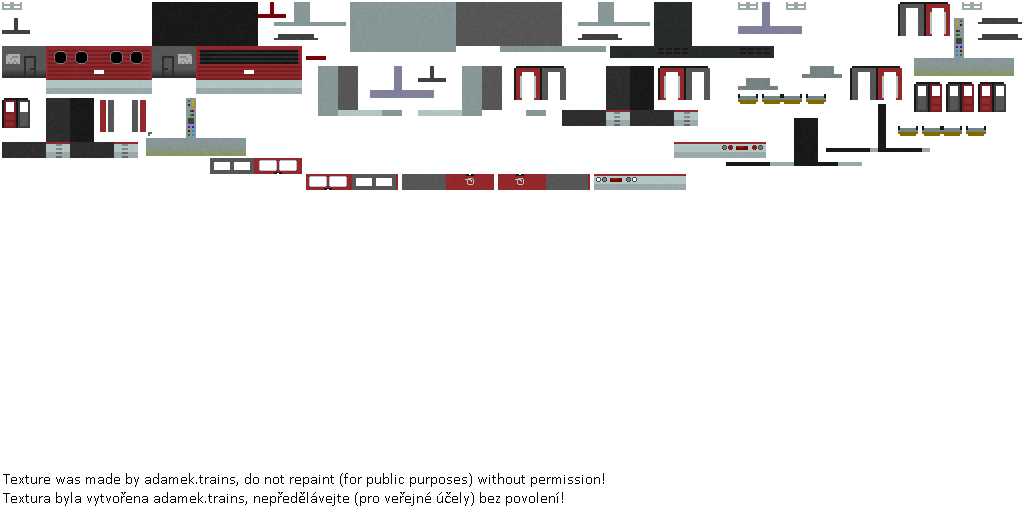 Texture was made by adamek.trains, do not repaint (for public purposes) without permission!
Textura byla vytvořena adamek.trains, nepředělávejte (pro veřejné účely) bez povolení!